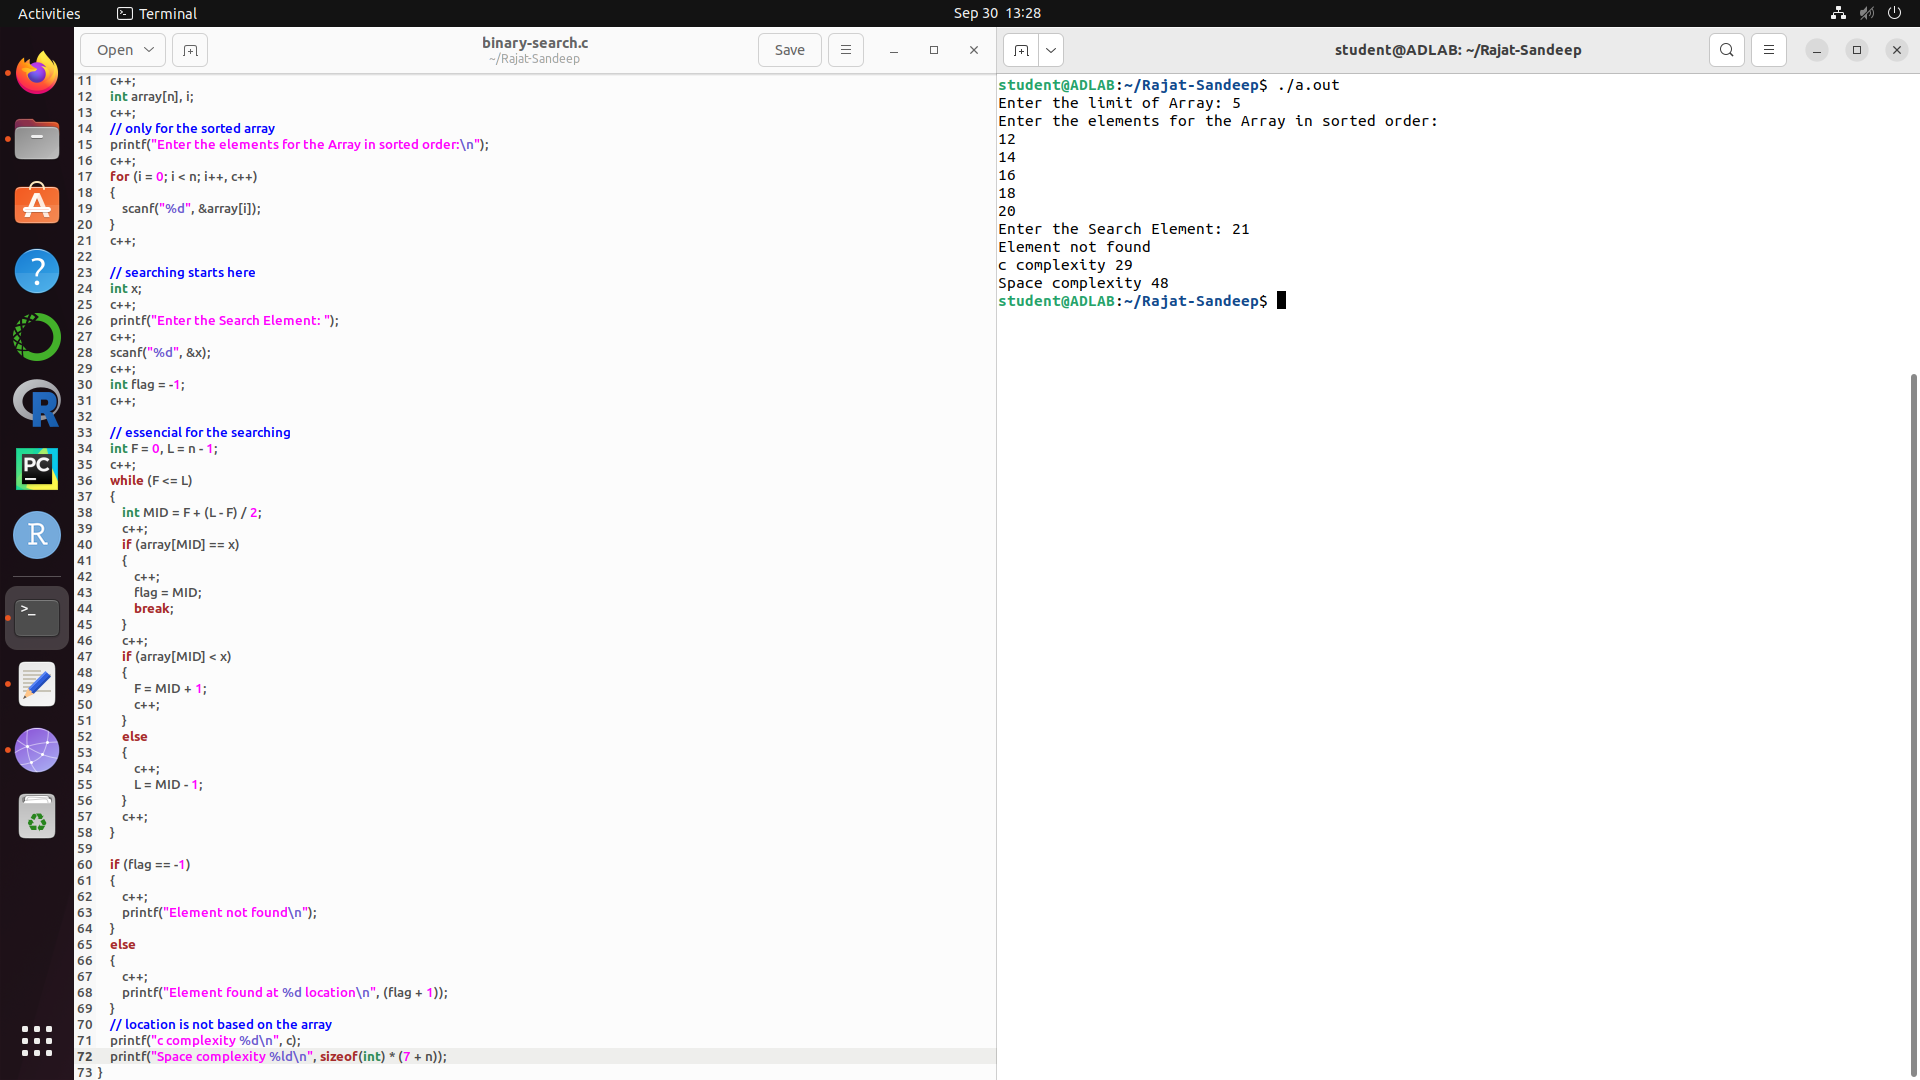 Activities
Terminal
Sep 30 13:28
Open
binary-search.c
~/Rajat-Sandeep
Save
11 c++;
12 int array[n], i;
13 c++;
14 // only for the sorted array
15 printf("Enter the elements for the Array in sorted order:\n");
16 c++;
17 for (i = 0; i < n; i++, c++)
18 {
19 scanf("%d", &array[i]);
20 }
21 c++;
22
23 // searching starts here
24 int x;
25 c++;
26 printf("Enter the Search Element: ");
27 c++;
28 scanf("%d", &x);
29 c++;
30 int flag = -1;
31 c++;
32
33 // essencial for the searching
34 int F = 0, L = n - 1;
35 c++;
36 while (F <= L)
37 {
38 int MID = F + (L - F) / 2;
39 c++;
40 if (array[MID] == x)
41 {
42 c++;
43 flag = MID;
44 break;
45 }
46 c++;
47 if (array[MID] < x)
48 {
49 F = MID + 1;
50 c++;
51 }
52 else
53 {
54 c++;
55 L = MID - 1;
56 }
57 c++;
58 }
59
60 if (flag == -1)
61 {
62 c++;
63 printf("Element not found\n");
64 }
65 else
66 {
67 c++;
68 printf("Element found at %d location\n", (flag + 1));
69 }
70 // location is not based on the array
71 printf("c complexity %d\n", c);
72 printf("Space complexity %ld\n", sizeof(int) * (7 + n));
73 }
student@ADLAB: ~/Rajat-Sandeep
student@ADLAB:~/Rajat-Sandeep$ ./a.out
Enter the limit of Array: 5
Enter the elements for the Array in sorted order:
12
14
16
18
20
Enter the Search Element: 21
Element not found
c complexity 29
Space complexity 48
student@ADLAB:~/Rajat-Sandeep$
A
?
R
PC
R
>_